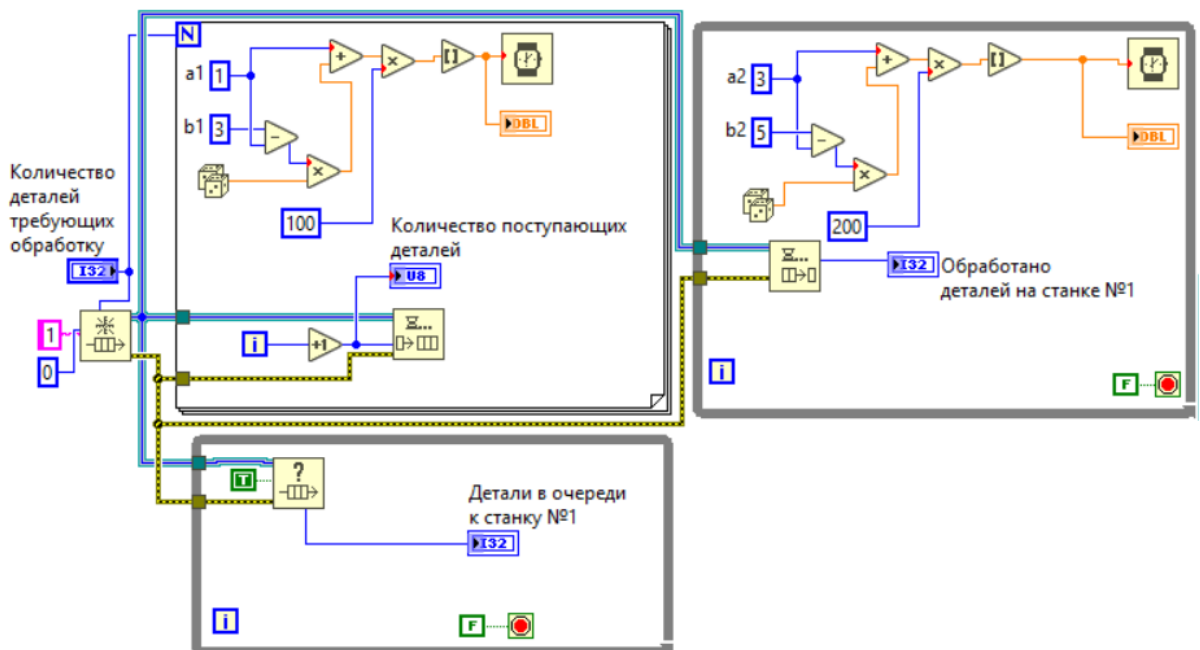 N
a1
1
b1
3
DBL
100
Количество
деталей
требующих
обработку
I32
Количество поступающих
деталей
U8
1
0
i
+1
a2
3
b2
5
DBL
200
I32
Обработано
деталей на станке №1
i
F
T
?
Детали в очереди
к станку №1
I32
i
F